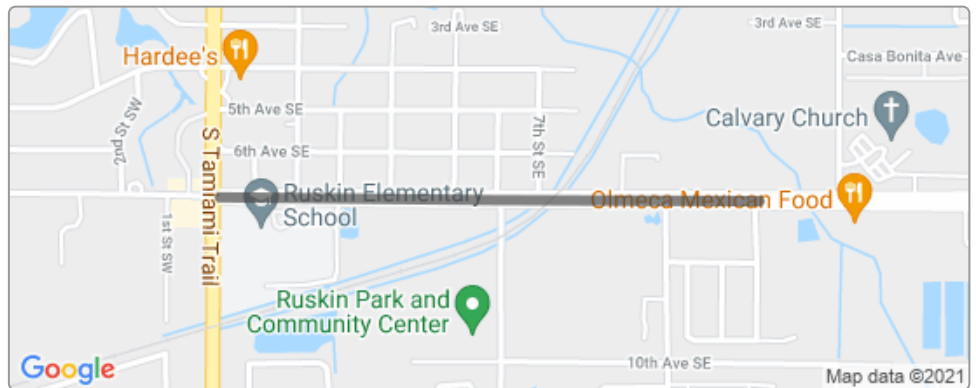 3rd Ave SE
3rd Ave SE
Hardee's
Casa Bonita Ave
5th Ave SE
Calvary Church
2nd St SW
7th St SE
6th Ave SE
S Tamiami Trail
Ruskin Elementary
School
Olmeca Mexican Food
1st St SW
Ruskin Park and
Community Center
10th Ave SE
Google
Map data ©2021